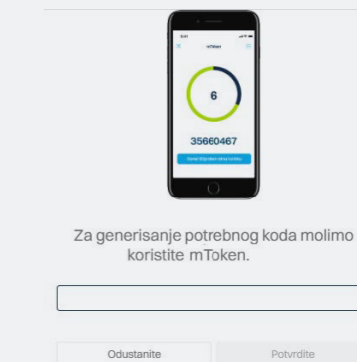 mToken
6
35660467
Za generisanje potrebnog koda molimo
koristite mToken.
Odustanite
Potvrdite